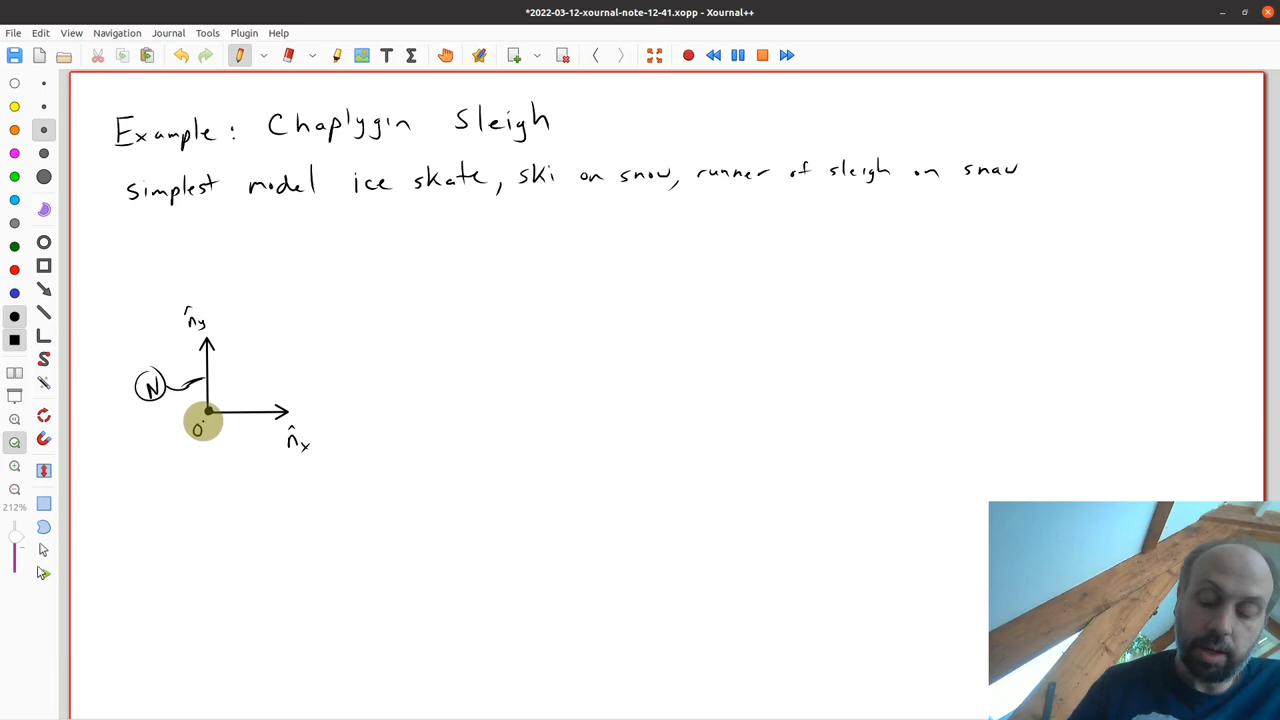 *2022-03-12-xournal-note-12-41.xopp - Xournal++
File Edit View Navigation Journal Tools Plugin Help
Example: Chaplygin Sleigh
simplest model ice skate, ski on snow, runner of sleigh on snow
n̂y
N
O
n̂x
212%